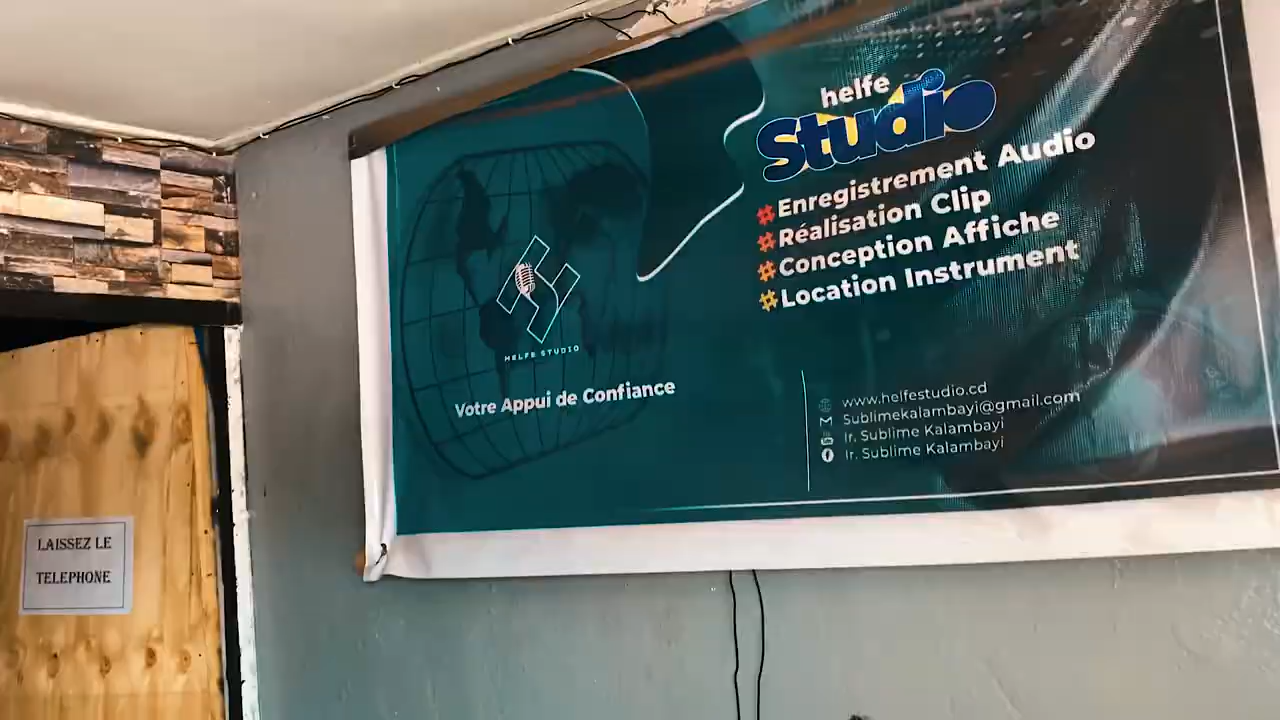 helfe
Studio
Enregistrement Audio
Réalisation Clip
Conception Affiche
Location Instrument
HELFE STUDIO
Votre Appui de Confiance
www.helfestudio.cd
Sublimekalambayi@gmail.com
Ir. Sublime Kalambayi
Ir. Sublime Kalambayi
LAISSEZ LE
TELEPHONE